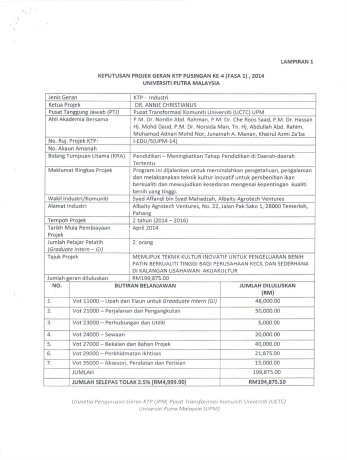 LAMPIRAN 1
KEPUTUSAN PROJEK GERAN KTP PUSINGAN KE-4 (FASA 1) , 2014
UNIVERSITI PUTRA MALAYSIA
Jenis Geran KTP - Industri
Ketua Projek DR. ANNIE CHRISTIANUS
Pusat Tanggung Jawab (PTJ) Pusat Transformasi Komuniti Universiti (UCTC) UPM
Ahli Akademia Bersama P.M. Dr. Nordin Abd. Rahman, P.M. Dr. Che Roos Saad, P.M. Dr. Hassan
Hj. Mohd Daud, P.M. Dr. Norsida Man, Tn. Hj. Abdullah Abd. Rahim,
Muhamad Adnan Mohd Nor, Junainah A. Manan, Khairul Azmi Za'ba
No. Ruj. Projek KTP: I-EDU/S(UPM-14)
No. Akaun Amanah
Bidang Tumpuan Utama (KRA) Pendidikan – Meningkatkan Tahap Pendidikan di Daerah-daerah
Tertentu
Maklumat Ringkas Projek Program ini dijalankan untuk memindahkan pengetahuan, pengalaman
dan melaksanakan teknik kultur inovatif untuk pembenihan ikan
berkualiti dan mewujudkan kesedaran mengenai kepentingan kualiti
benih yang tinggi.
Wakil Industri/Komuniti Syed Affandi bin Syed Mahadzah, Albaity Agrotech Ventures
Alamat Industri Albaity Agrotech Ventures, No. 22, Jalan Pak Sako 1, 28000 Temerloh,
Pahang
Tempoh Projek 2 tahun (2014 – 2016)
Tarikh Mula Pembiayaan
Projek April 2014
Jumlah Pelajar Pelatih
(Graduate Intern – GI) 2 orang
Tajuk Projek MEMUPUK TEKNIK KULTUR INOVATIF UNTUK PENGELUARAN BENIH
PATIN BERKUALITI TINGGI BAGI PERUSAHAAN KECIL DAN SEDERHANA
DI KALANGAN USAHAWAN AKUAKULTUR
Jumlah geran diluluskan RM199,875.00
NO. BUTIRAN BELANJAWAN JUMLAH DILULUSKAN
(RM)
1. Vot 11000 – Upah dan Elaun untuk Graoduate Intern (GI) 48,000.00
2. Vot 21000 – Perjalanan dan Pengangkutan 50,000.00
3. Vot 23000 – Perhubungan dan Utiliti 5,000.00
4. Vot 24000 – Sewaan 20,000.00
5. Vot 27000 – Bekalan dan Bahan Projek 40,000.00
6. Vot 29000 – Perkhidmatan Ikhtisas 21,875.00
7. Vot 35000 – Aksesori, Peralatan dan Perisian 15,000.00
JUMLAH 199,875.00
JUMLAH SELEPAS TOLAK 2.5% (RM4,999.90) RM194,875.10
Urusetia Pengurusan Geran KTP UPM, Pusat Transformasi Komuniti Universiti (UCTC)
Universiti Putra Malaysia (UPM)